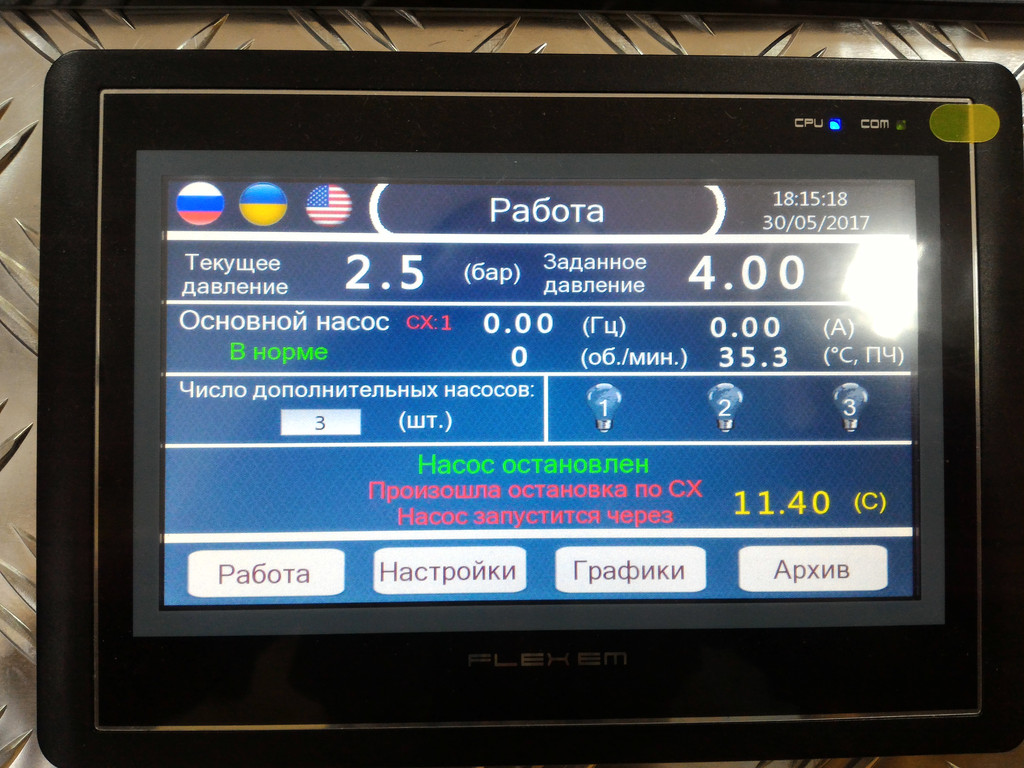 CPU COM
Работа
18:15:18
30/05/2017
Текущее давление 2.5 (бар) Заданное давление 4.00
Основной насос СХ:1 0.00 (Гц) 0.00 (А)
В норме 0 (об./мин.) 35.3 (°С, ПЧ)
Число дополнительных насосов:
3 (шт.)
1 2 3
Насос остановлен
Произошла остановка по СХ
Насос запустится через 11.40 (С)
Работа Настройки Графики Архив
FLEXEM